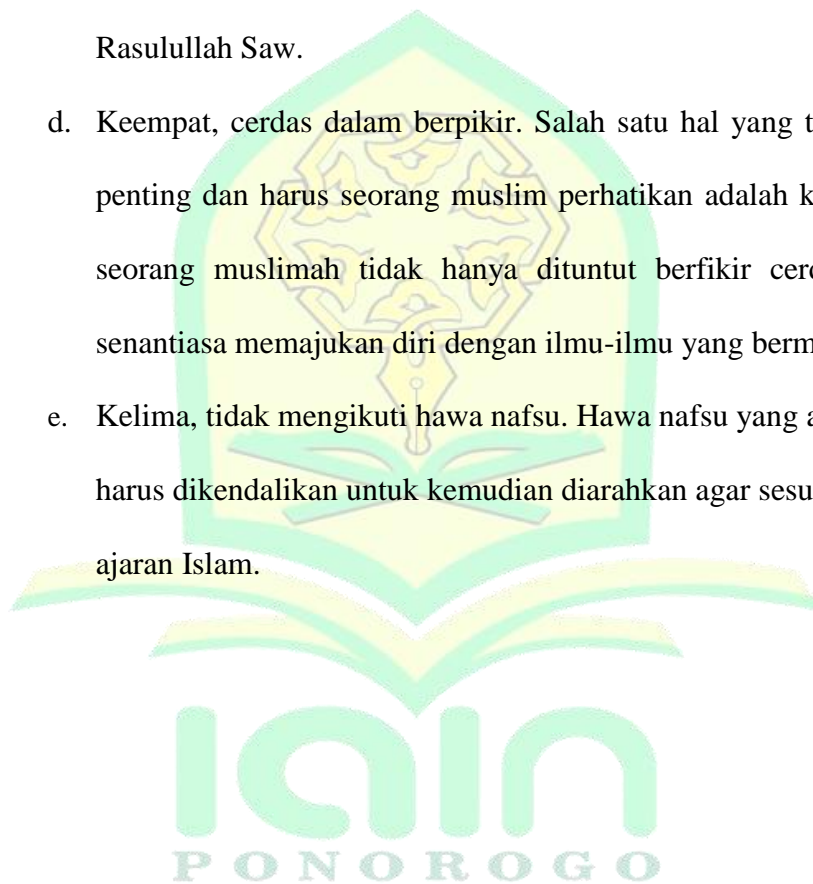 Rasulullah Saw.
d. Keempat, cerdas dalam berpikir. Salah satu hal yang
penting dan harus seorang muslim perhatikan adalah
seorang muslimah tidak hanya dituntut berfikir
senantiasa memajukan diri dengan ilmu-ilmu yang
e. Kelima, tidak mengikuti hawa nafsu. Hawa nafsu yang
harus dikendalikan untuk kemudian diarahkan agar
ajaran Islam.
iain
PONOROGO